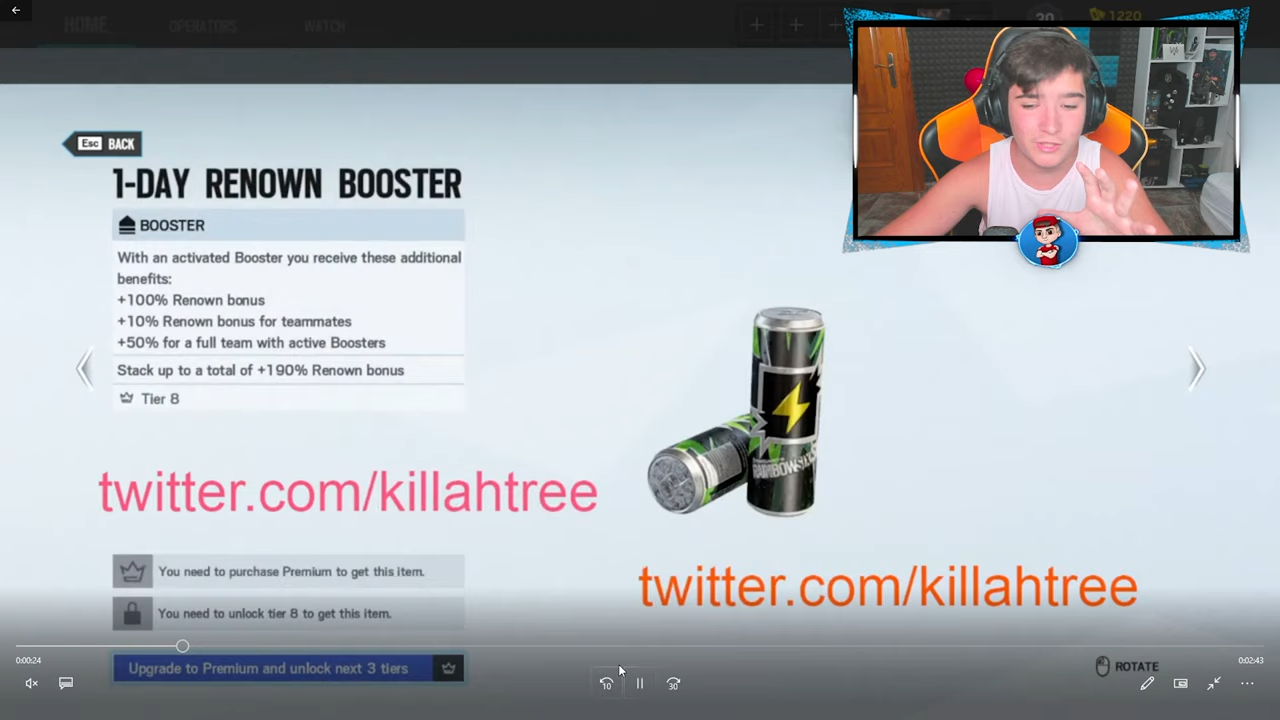 HOME
OPERATORS
WATCH
1220
Esc BACK
1-DAY RENOWN BOOSTER
BOOSTER
With an activated Booster you receive these additional
benefits:
+100% Renown bonus
+10% Renown bonus for teammates
+50% for a full team with active Boosters
Stack up to a total of +190% Renown bonus
Tier 8
twitter.com/killahtree
twitter.com/killahtree
You need to purchase Premium to get this item.
You need to unlock tier 8 to get this item.
0:00:24
0:02:43
Upgrade to Premium and unlock next 3 tiers
ROTATE
10
30